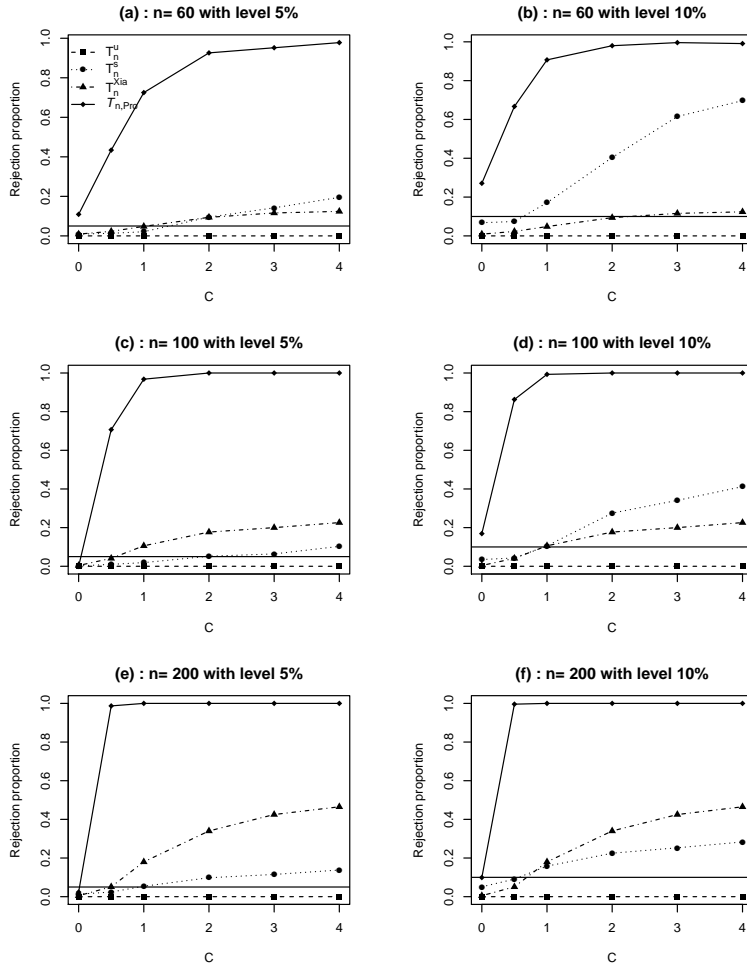 (a) : n= 60 with level 5%
T_n^u
T_n^s
T_n^Xia
T_n,Pro
Rejection proportion
0.0 0.2 0.4 0.6 0.8 1.0
0 1 2 3 4
C
(b) : n= 60 with level 10%
Rejection proportion
0.0 0.2 0.4 0.6 0.8 1.0
0 1 2 3 4
C
(c) : n= 100 with level 5%
Rejection proportion
0.0 0.2 0.4 0.6 0.8 1.0
0 1 2 3 4
C
(d) : n= 100 with level 10%
Rejection proportion
0.0 0.2 0.4 0.6 0.8 1.0
0 1 2 3 4
C
(e) : n= 200 with level 5%
Rejection proportion
0.0 0.2 0.4 0.6 0.8 1.0
0 1 2 3 4
C
(f) : n= 200 with level 10%
Rejection proportion
0.0 0.2 0.4 0.6 0.8 1.0
0 1 2 3 4
C